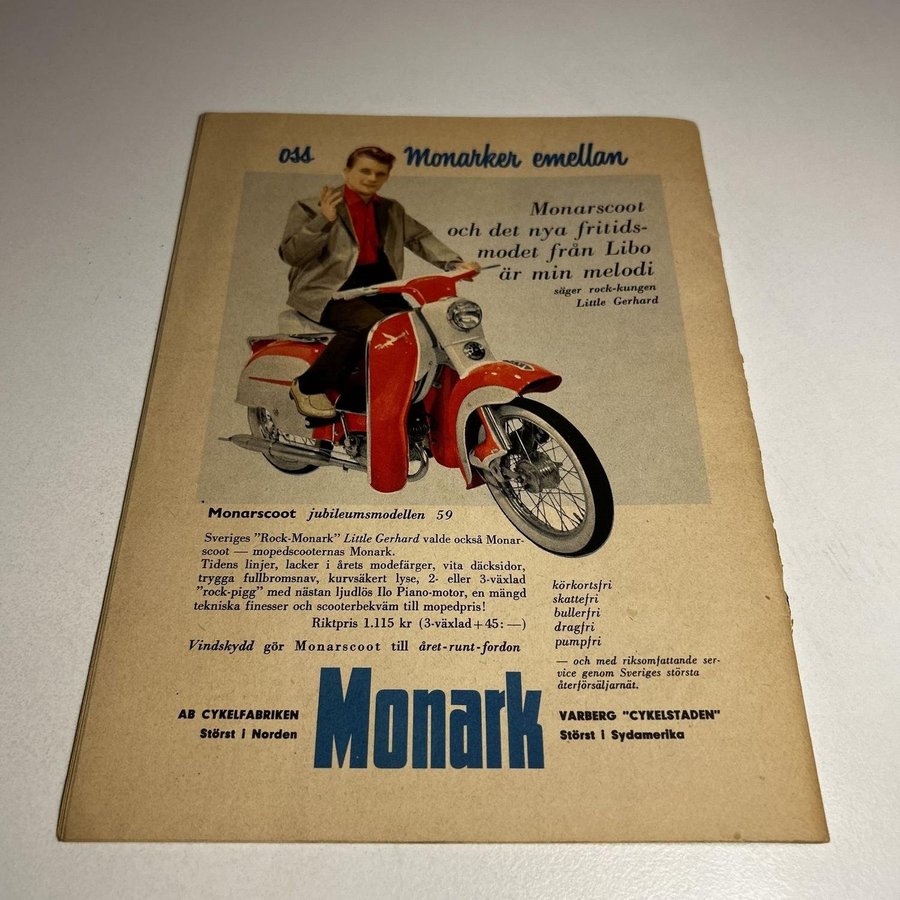 oss Monarker emellan
Monarscoot
och det nya fritids-
modet från Libo
är min melodi
säger rock-kungen
Little Gerhard
Monarscoot jubileumsmodellen 59
Sveriges "Rock-Monark" Little Gerhard valde också Monar-
scoot — mopedscooternas Monark.
Tidens linjer, lacker i årets modefärger, vita däcksidor,
trygga fullbromsnav, kurvsäkert lyse, 2- eller 3-växlad
"rock-pigg" med nästan ljudlös Ilo Piano-motor, en mängd
tekniska finesser och scooterbekväm till mopedpris!
Riktpris 1.115 kr (3-växlad + 45: —)
Vindskydd gör Monarscoot till året-runt-fordon
körkortsfri
skattefri
bullerfri
dragfri
pumpfri
— och med riksomfattande ser-
vice genom Sveriges största
återförsäljarnät.
AB CYKELFABRIKEN
Störst i Norden
Monark
VARBERG "CYKELSTADEN"
Störst i Sydamerika